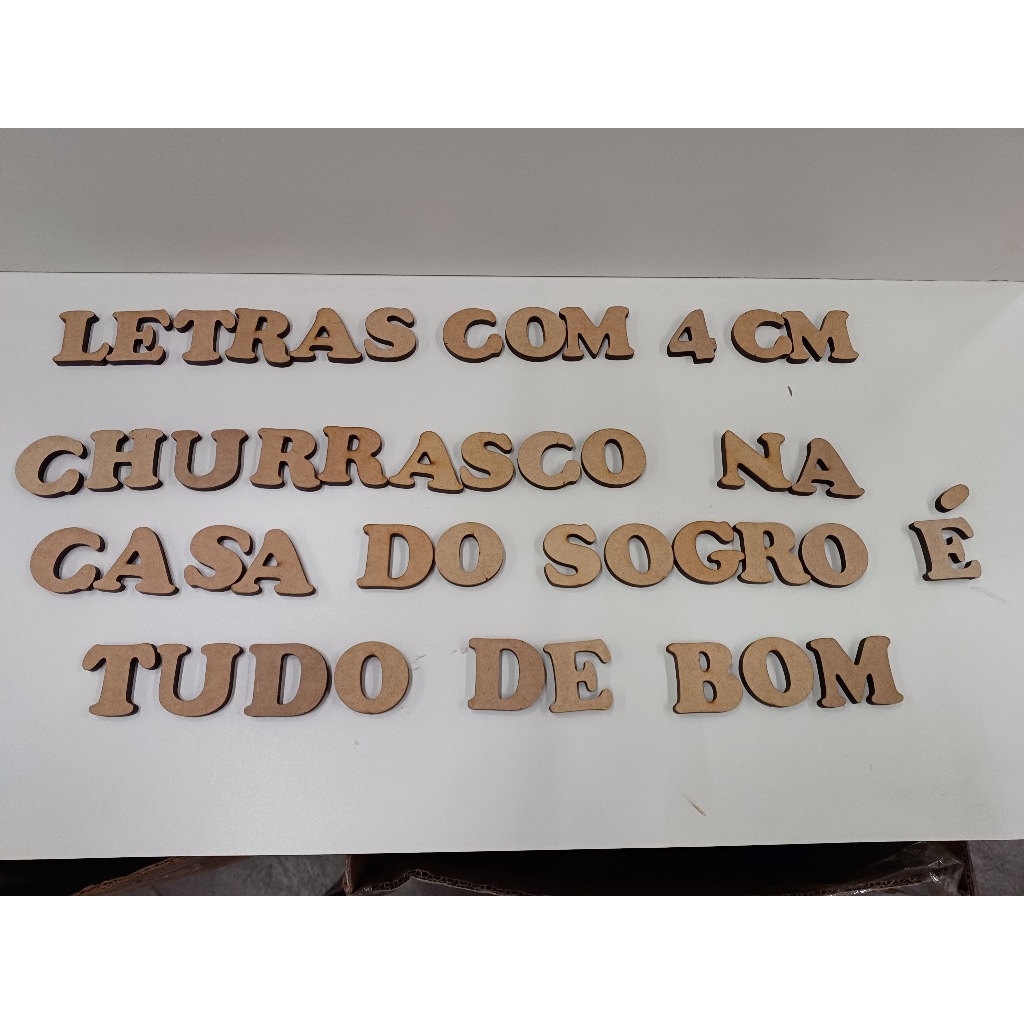 LETRAS COM 4 CM
CHURRASCO NA
CASA DO SOGRO É
TUDO DE BOM